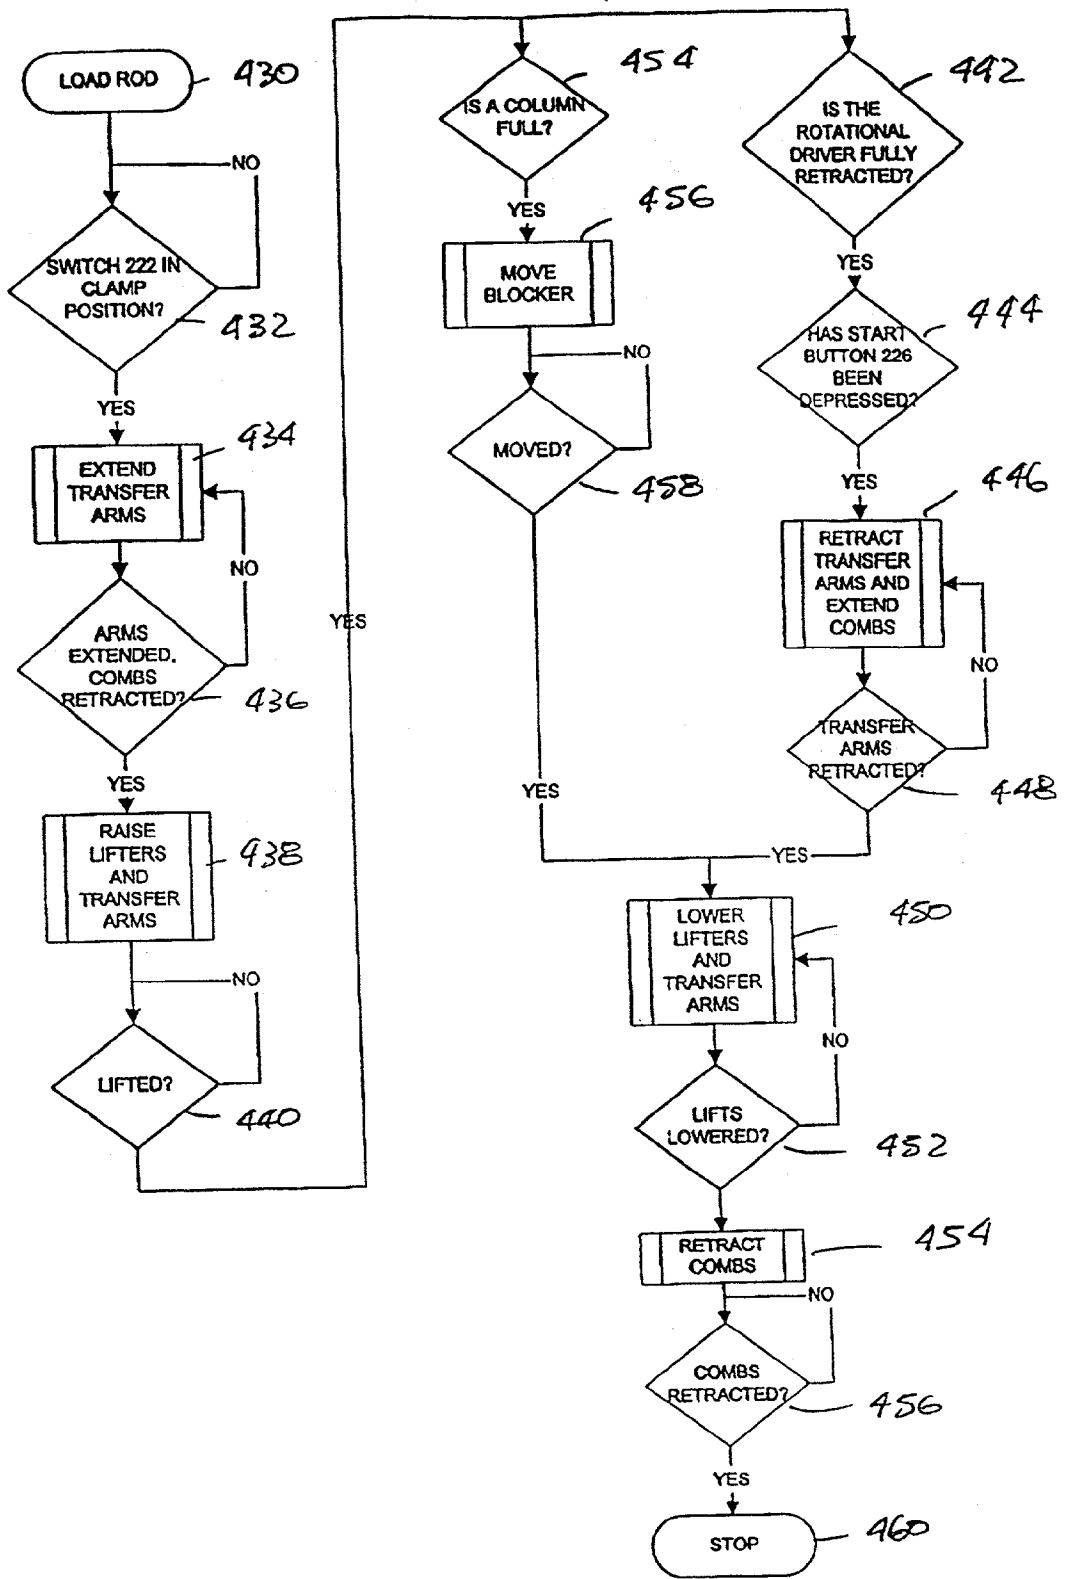 LOAD ROD
430
NO
SWITCH 222 IN
CLAMP
POSITION?
432
YES
434
EXTEND
TRANSFER
ARMS
NO
ARMS
EXTENDED.
COMBS
RETRACTED?
436
YES
RAISE
LIFTERS
AND
TRANSFER
ARMS
438
NO
LIFTED?
440
YES
454
IS A COLUMN
FULL?
YES
456
MOVE
BLOCKER
NO
MOVED?
458
YES
442
IS THE
ROTATIONAL
DRIVER FULLY
RETRACTED?
YES
444
HAS START
BUTTON 226
BEEN
DEPRESSED?
YES
446
RETRACT
TRANSFER
ARMS AND
EXTEND
COMBS
NO
TRANSFER
ARMS
RETRACTED?
448
YES
450
LOWER
LIFTERS
AND
TRANSFER
ARMS
NO
LIFTS
LOWERED?
452
RETRACT
COMBS
454
NO
COMBS
RETRACTED?
456
YES
STOP
460